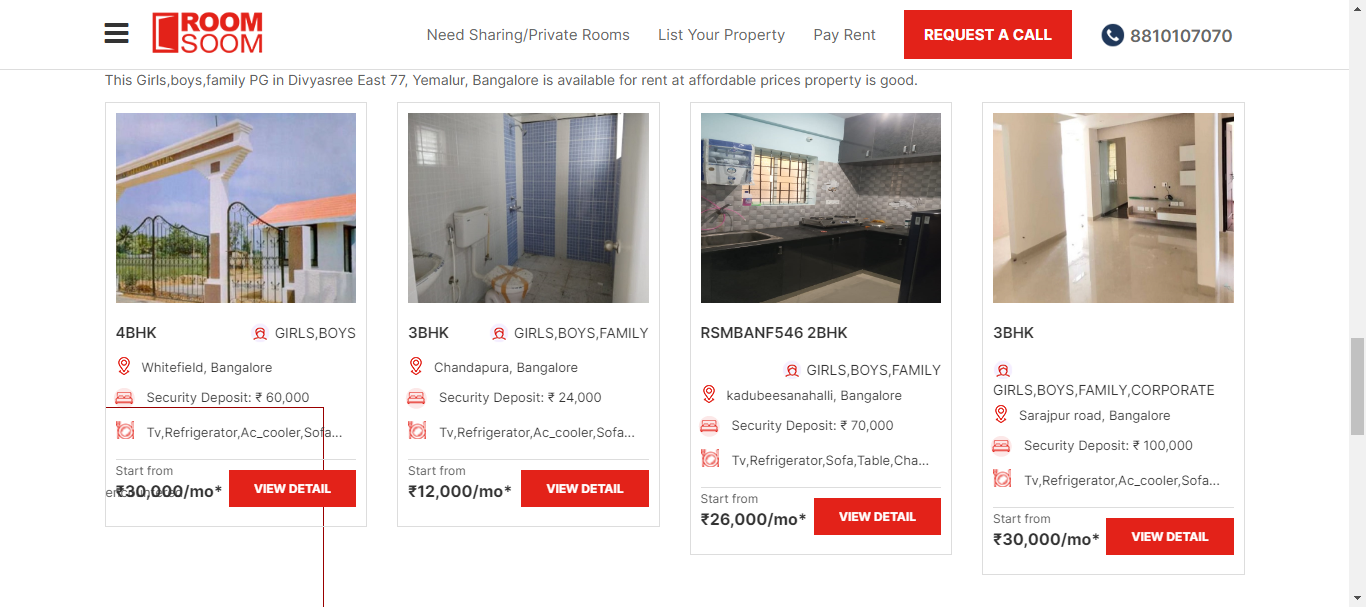 ROOM
SOOM
Need Sharing/Private Rooms
List Your Property
Pay Rent
REQUEST A CALL
8810107070
This Girls,boys,family PG in Divyasree East 77, Yemalur, Bangalore is available for rent at affordable prices property is good.
4BHK
GIRLS,BOYS
Whitefield, Bangalore
Security Deposit: ₹ 60,000
Tv,Refrigerator,Ac_cooler,Sofa...
Start from
₹30,000/mo*
VIEW DETAIL
3BHK
GIRLS,BOYS,FAMILY
Chandapura, Bangalore
Security Deposit: ₹ 24,000
Tv,Refrigerator,Ac_cooler,Sofa...
Start from
₹12,000/mo*
VIEW DETAIL
RSMBANF546 2BHK
GIRLS,BOYS,FAMILY
kadubeesanahalli, Bangalore
Security Deposit: ₹ 70,000
Tv,Refrigerator,Sofa,Table,Cha...
Start from
₹26,000/mo*
VIEW DETAIL
3BHK
GIRLS,BOYS,FAMILY,CORPORATE
Sarajpur road, Bangalore
Security Deposit: ₹ 100,000
Tv,Refrigerator,Ac_cooler,Sofa...
Start from
₹30,000/mo*
VIEW DETAIL